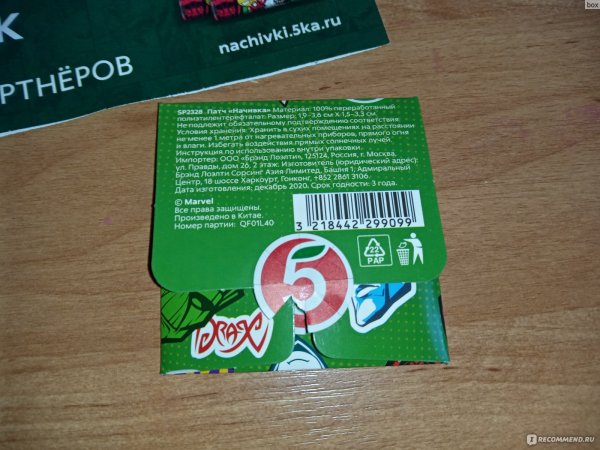 box
К
nachivki.5ka.ru
РТНЁРОВ
SP2328 Патч «Начивка» Материал: 100% переработанный
полиэтилентерефталат. Размер: 1,9-3,6 см X 1,5-3,3 см.
Не подлежит обязательному подтверждению соответствия.
Условия хранения: Хранить в сухих помещениях на расстоянии
не менее 1 метра от нагревательных приборов, прямого огня
и влаги. Избегать воздействия прямых солнечных лучей.
Инструкция по использованию внутри упаковки.
Импортер: ООО «Брэнд Лоэлти», 125124, Россия, г. Москва,
ул. Правды, дом 26, 2 этаж. Изготовитель (юридический адрес):
Брэнд Лоэлти Сорсинг Азия Лимитед, Башня 1, Адмиральный
Центр, 18 шоссе Харкоурт, Гонконг, +852 2861 3106.
Дата изготовления: декабрь 2020. Срок годности: 3 года.
© Marvel
Все права защищены.
Произведено в Китае.
Номер партии: QF01L40
3 218442 299099
22
PAP
5
ДРАКС
I RECOMMEND.RU